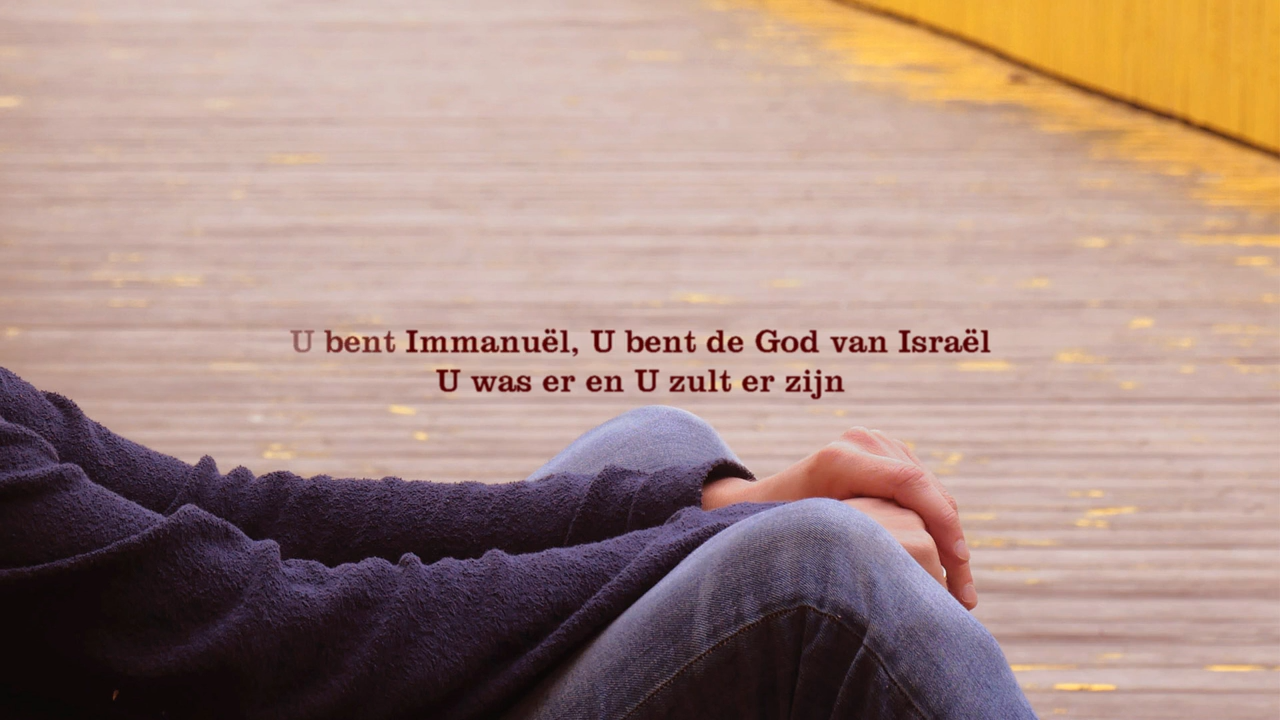 U bent Immanuël, U bent de God van Israël
U was er en U zult er zijn